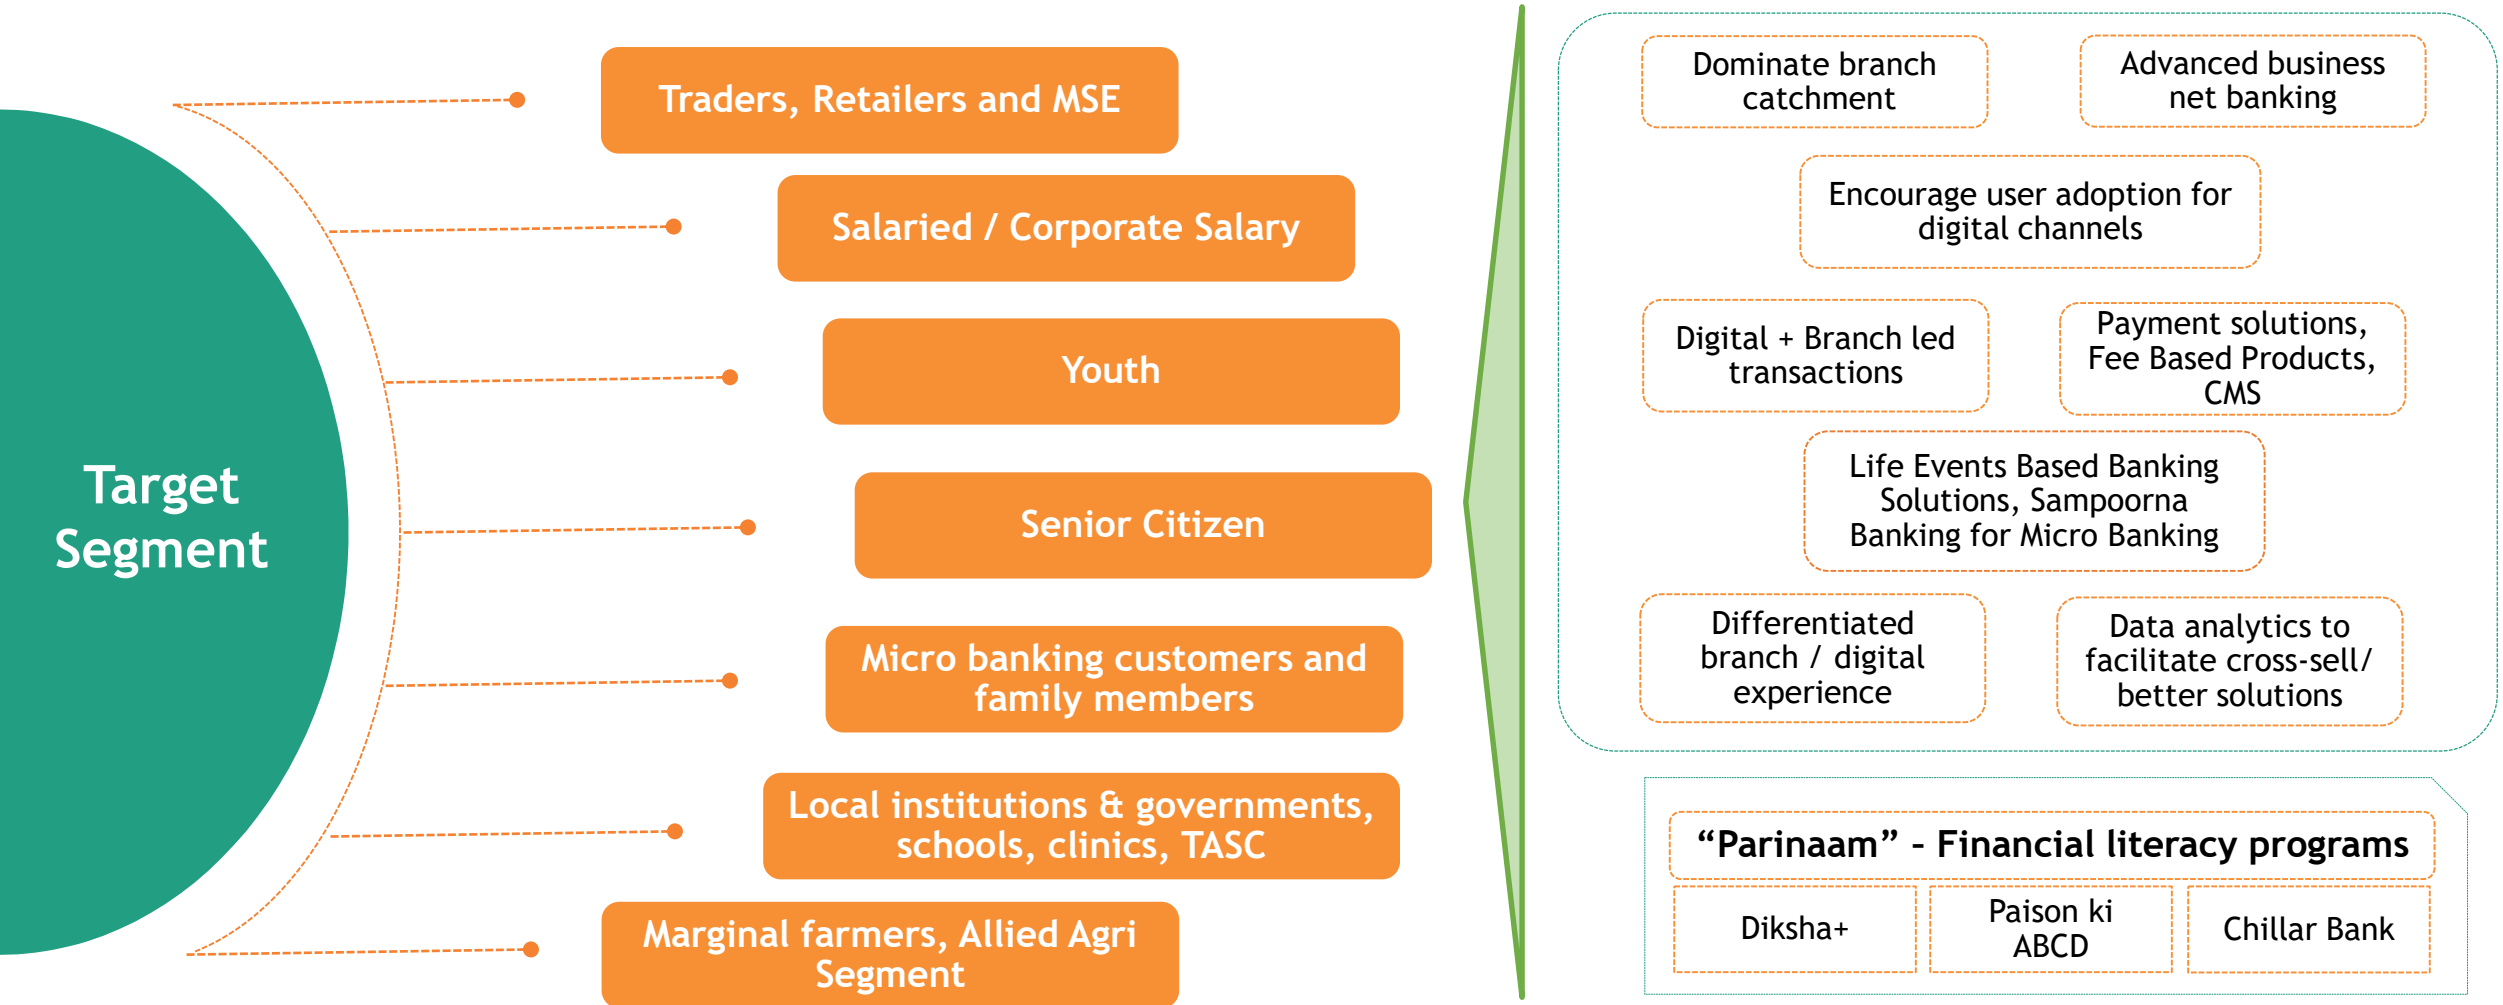 Target
Segment
Traders, Retailers and MSE
Salaried / Corporate Salary
Youth
Senior Citizen
Micro banking customers and
family members
Local institutions & governments,
schools, clinics, TASC
Marginal farmers, Allied Agri
Segment
Dominate branch
catchment
Advanced business
net banking
Encourage user adoption for
digital channels
Digital + Branch led
transactions
Payment solutions,
Fee Based Products,
CMS
Life Events Based Banking
Solutions, Sampoorna
Banking for Micro Banking
Differentiated
branch / digital
experience
Data analytics to
facilitate cross-sell/
better solutions
“Parinaam” – Financial literacy programs
Diksha+
Paison ki
ABCD
Chillar Bank